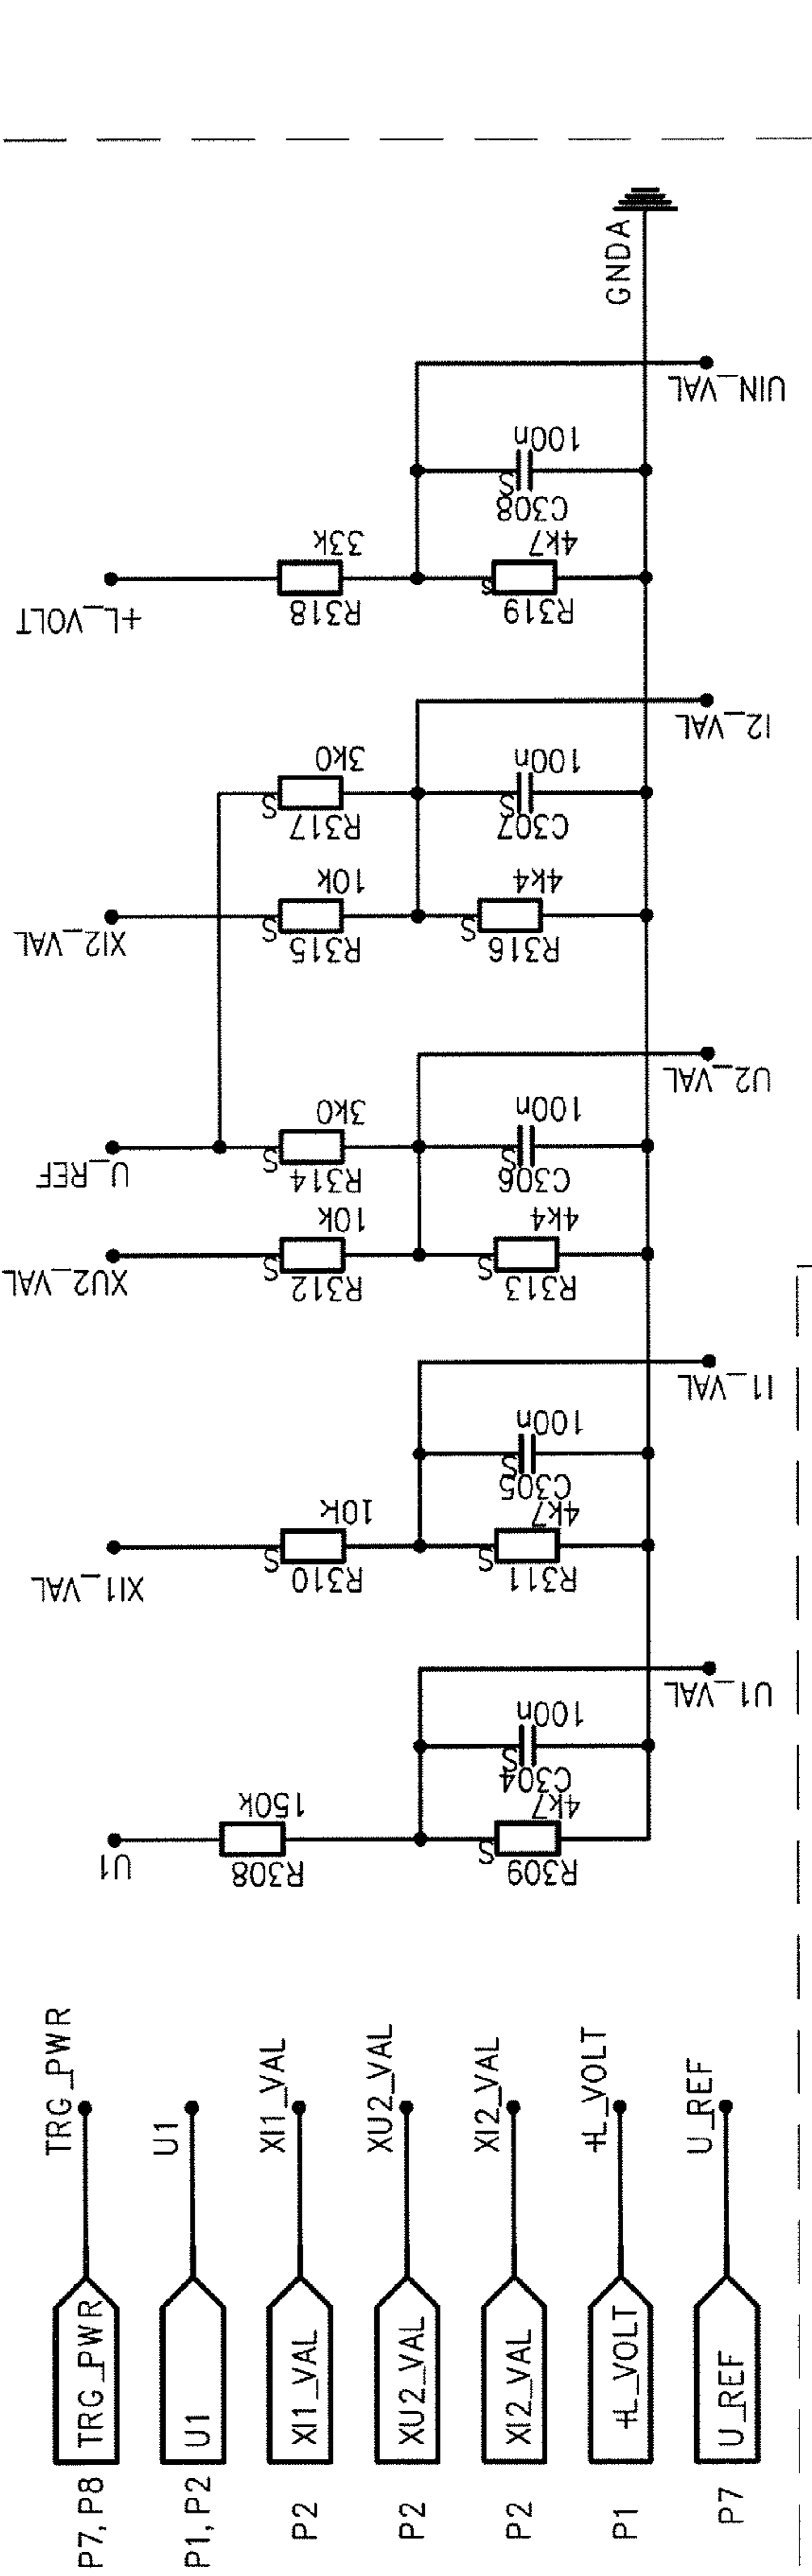 GNDA
UIN_VAL
100n
S
C308
4k7
S
R319
33k
R318
+L_VOLT
I2_VAL
100n
S
C307
3k0
S
R317
4k4
S
R316
10k
S
R315
XI2_VAL
U2_VAL
100n
S
C306
3k0
S
R314
U_REF
4k4
S
R313
10k
S
R312
XU2_VAL
I1_VAL
100n
S
C305
4k7
S
R311
10k
S
R310
XI1_VAL
U1_VAL
100n
S
C304
4k7
S
R309
150k
R308
U1
P7, P8 TRG_PWR TRG_PWR
P1, P2 U1 U1
P2 XI1_VAL XI1_VAL
P2 XU2_VAL XU2_VAL
P2 XI2_VAL XI2_VAL
P1 +L_VOLT +L_VOLT
P7 U_REF U_REF